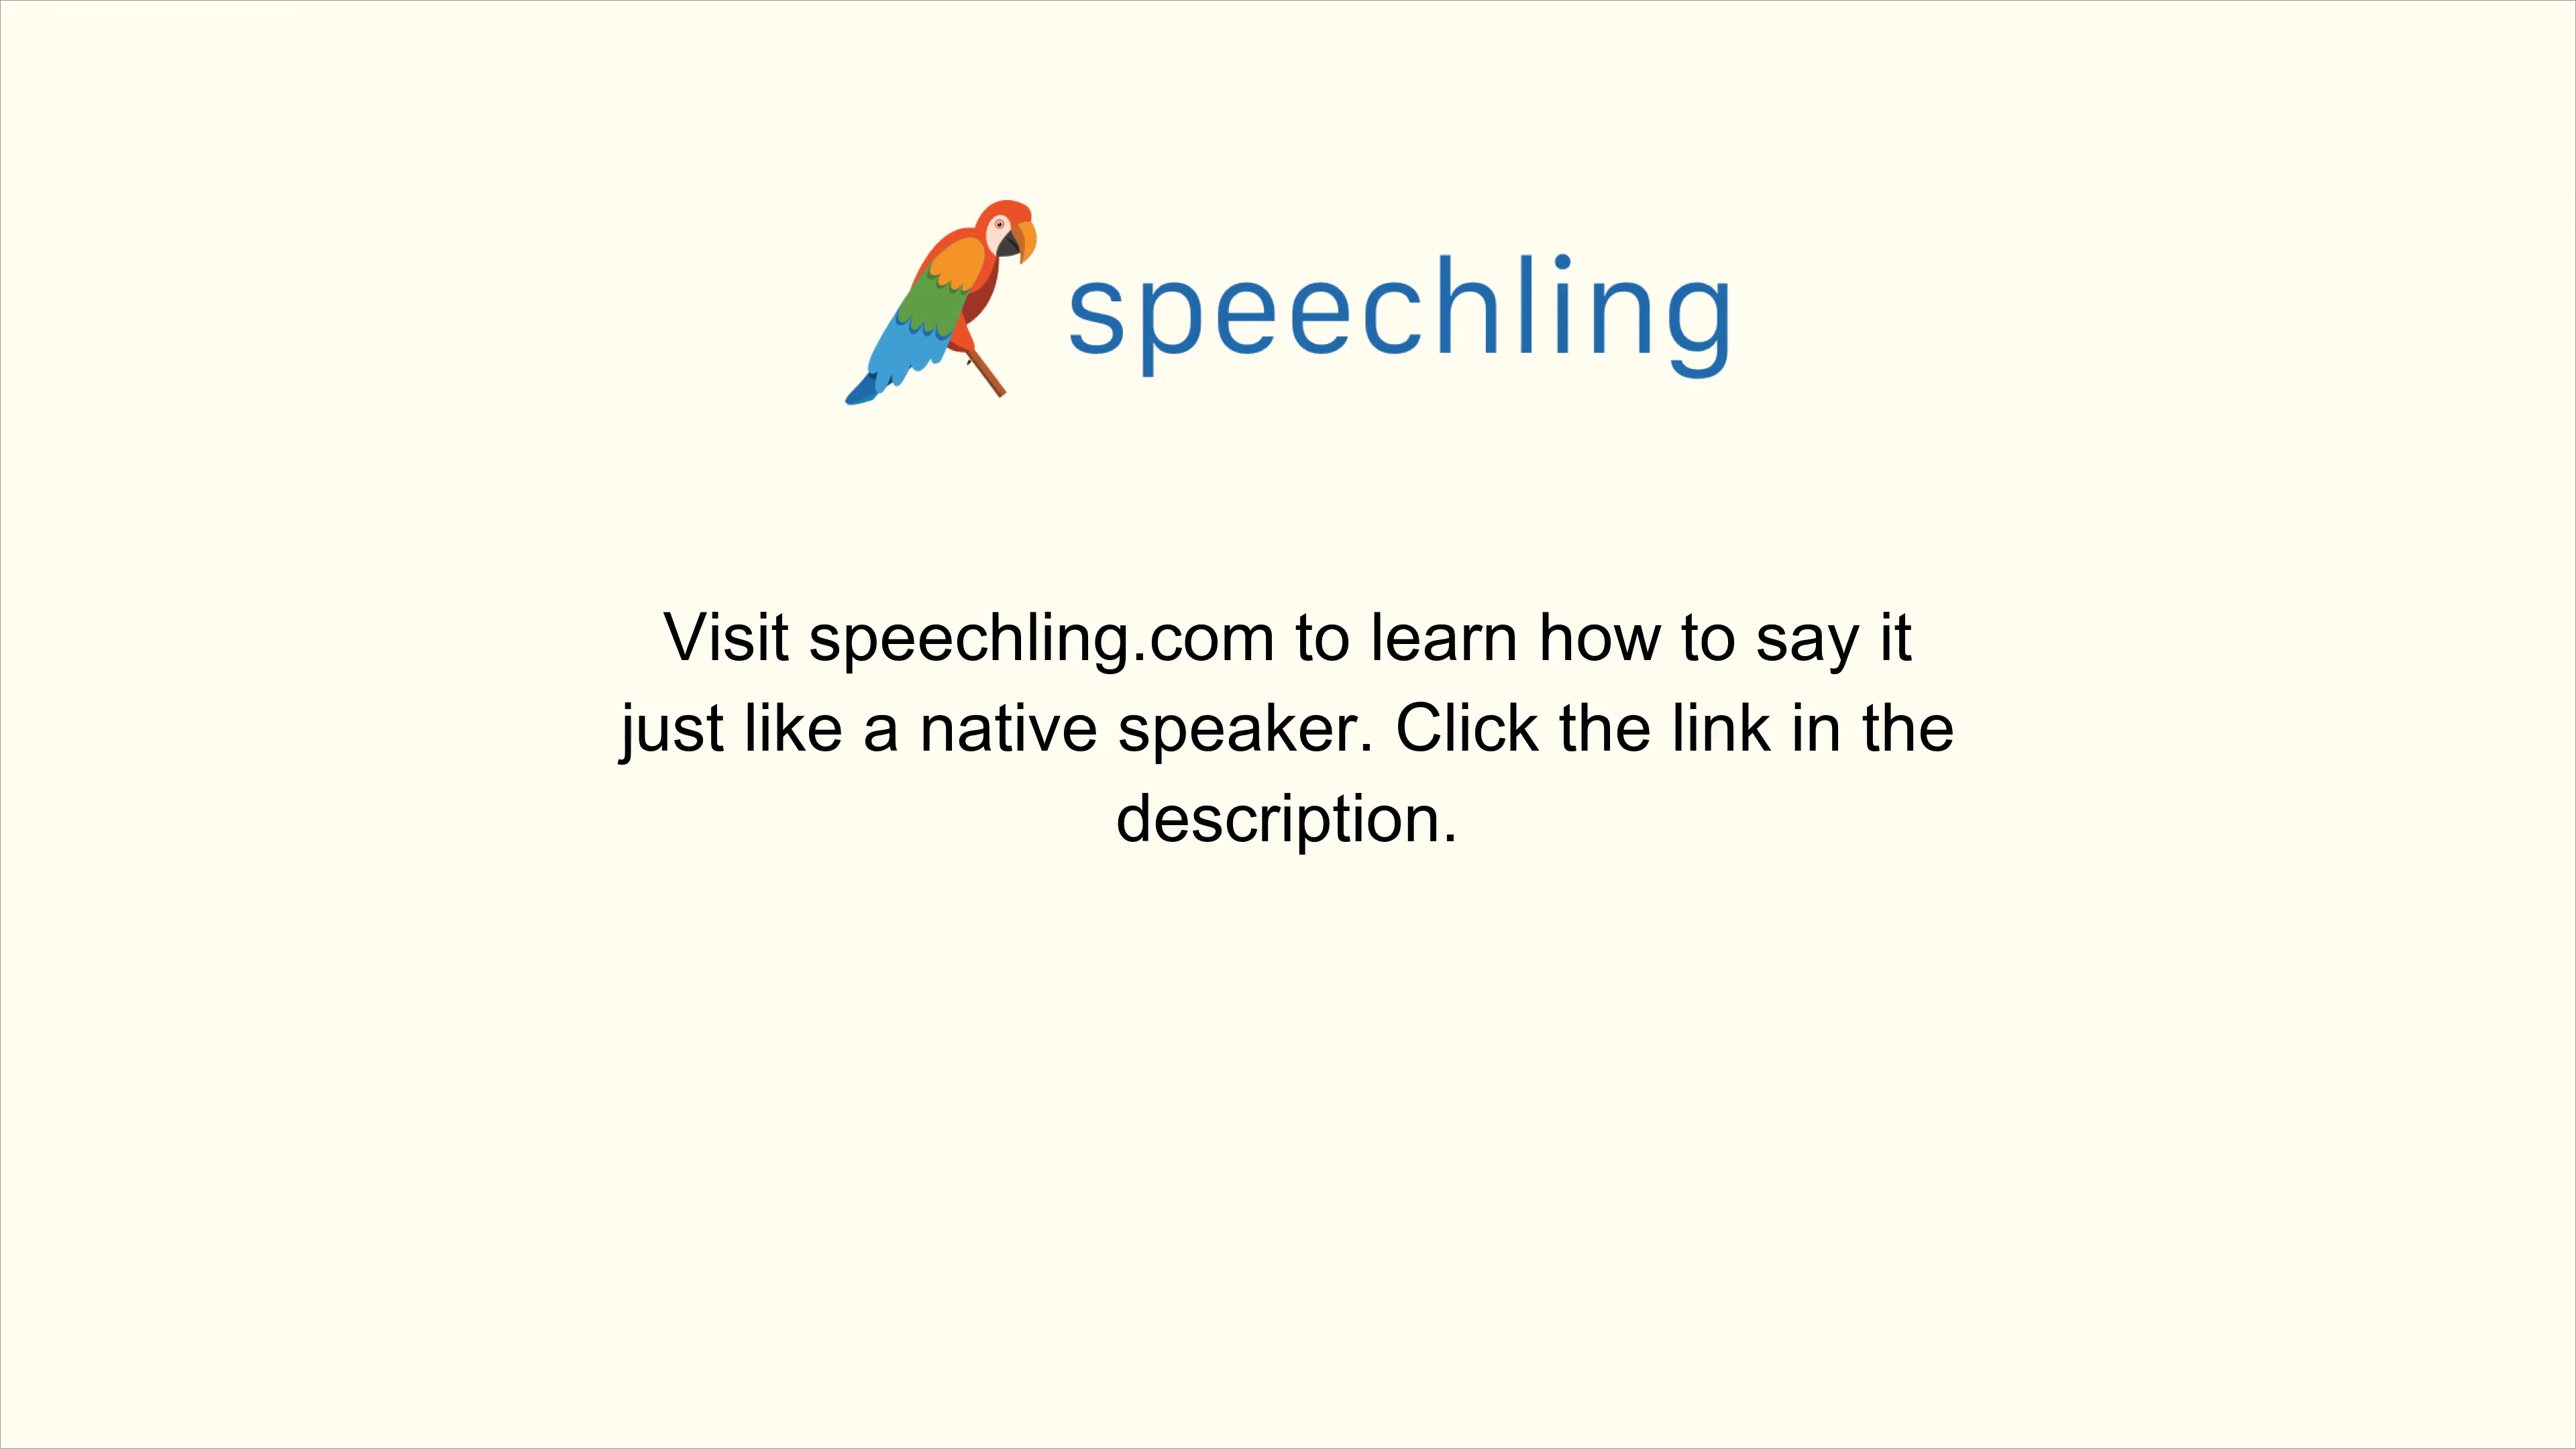 speechling
Visit speechling.com to learn how to say it
just like a native speaker. Click the link in the
description.